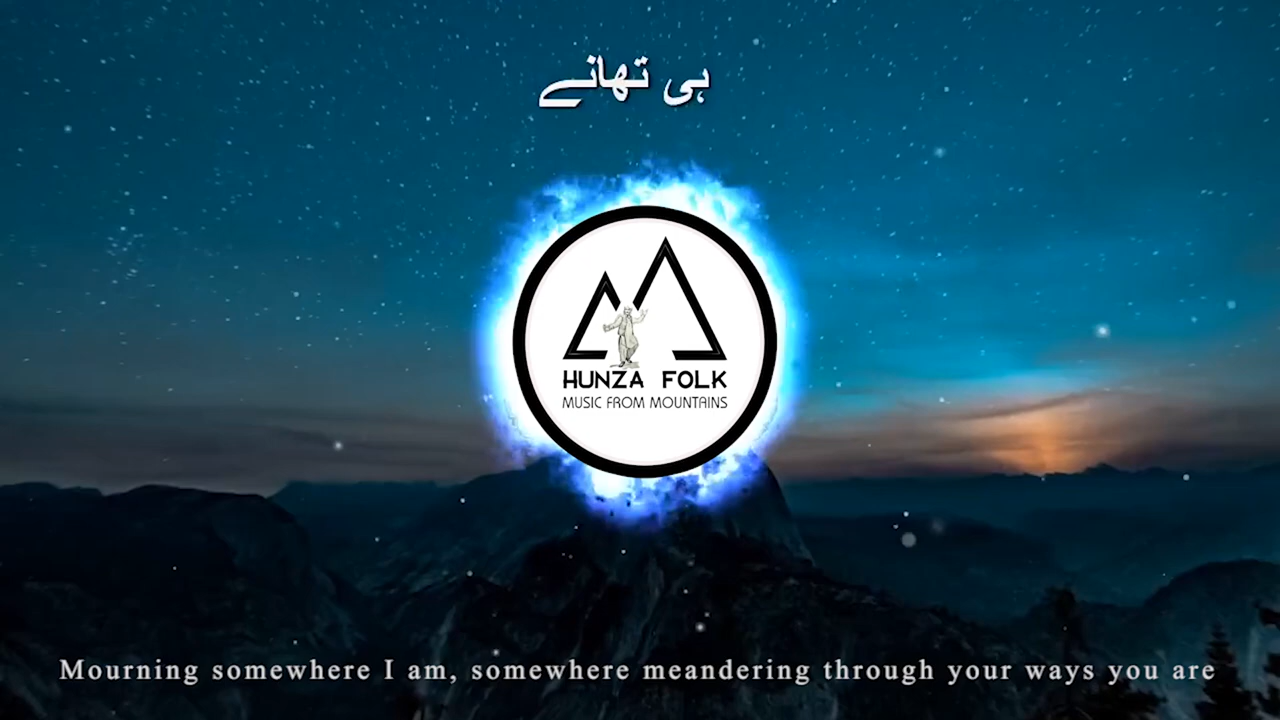 ہی تھانے
HUNZA FOLK
MUSIC FROM MOUNTAINS
Mourning somewhere I am, somewhere meandering through your ways you are